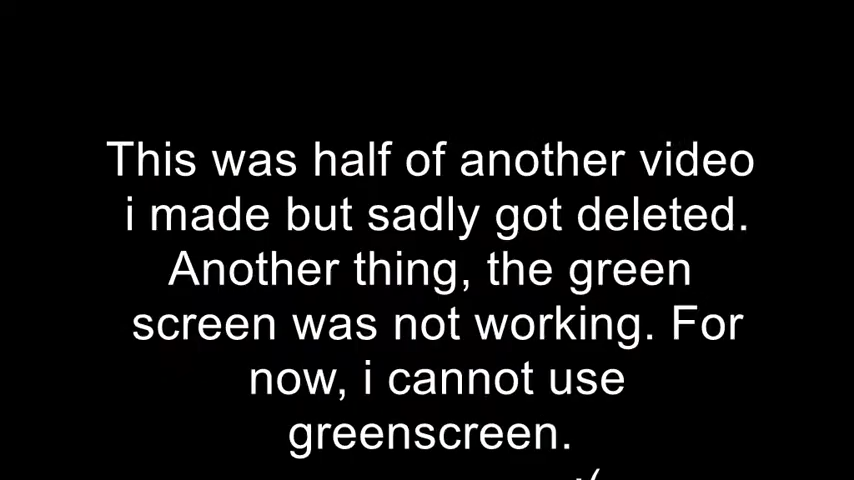 This was half of another video
i made but sadly got deleted.
Another thing, the green
screen was not working. For
now, i cannot use
greenscreen.